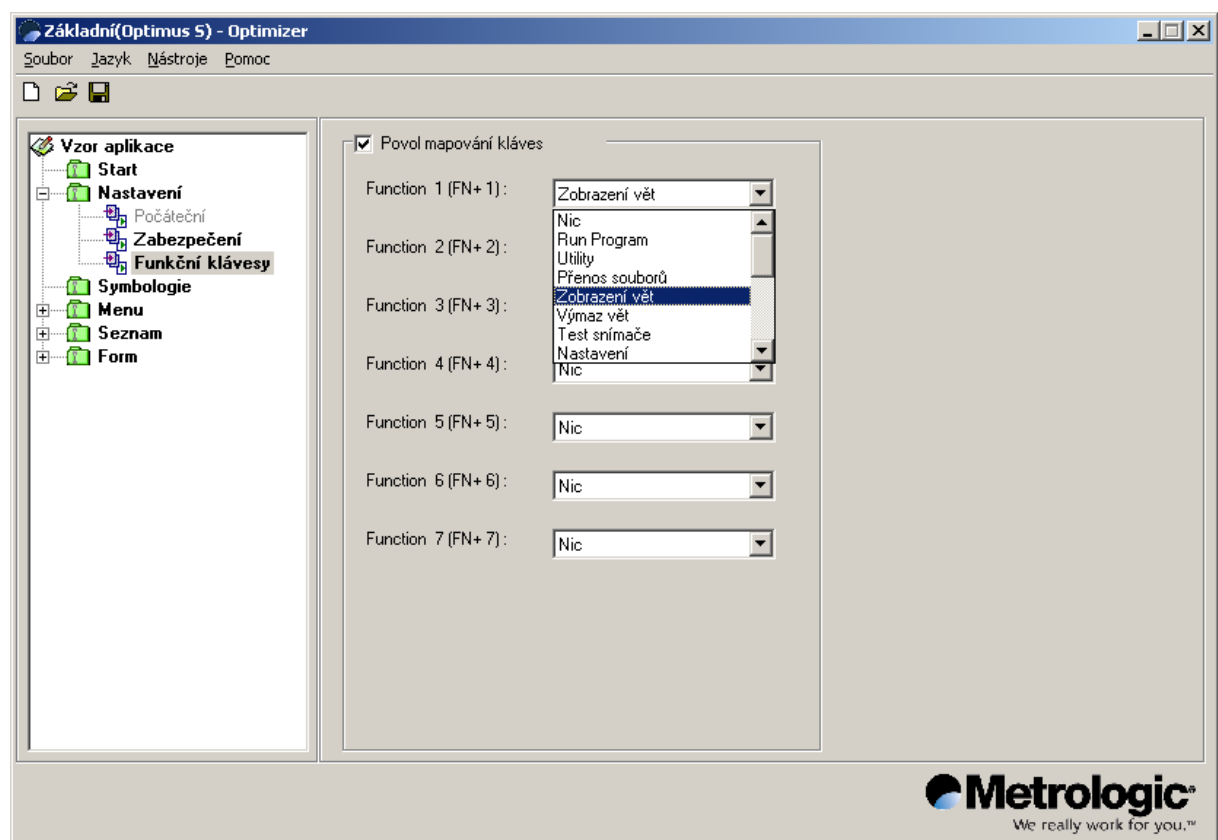 Základní(Optimus S) - Optimizer
Soubor Jazyk Nástroje Pomoc
Vzor aplikace
Start
Nastavení
Počáteční
Zabezpečení
Funkční klávesy
Symbologie
Menu
Seznam
Form
Povol mapování kláves
Function 1 (FN+ 1) : Zobrazení vět
Nic
Run Program
Utility
Přenos souborů
Zobrazení vět
Výmaz vět
Test snímače
Nastavení
Function 2 (FN+ 2) :
Function 3 (FN+ 3) :
Function 4 (FN+ 4) : Nic
Function 5 (FN+ 5) : Nic
Function 6 (FN+ 6) : Nic
Function 7 (FN+ 7) : Nic
Metrologic®
We really work for you.™